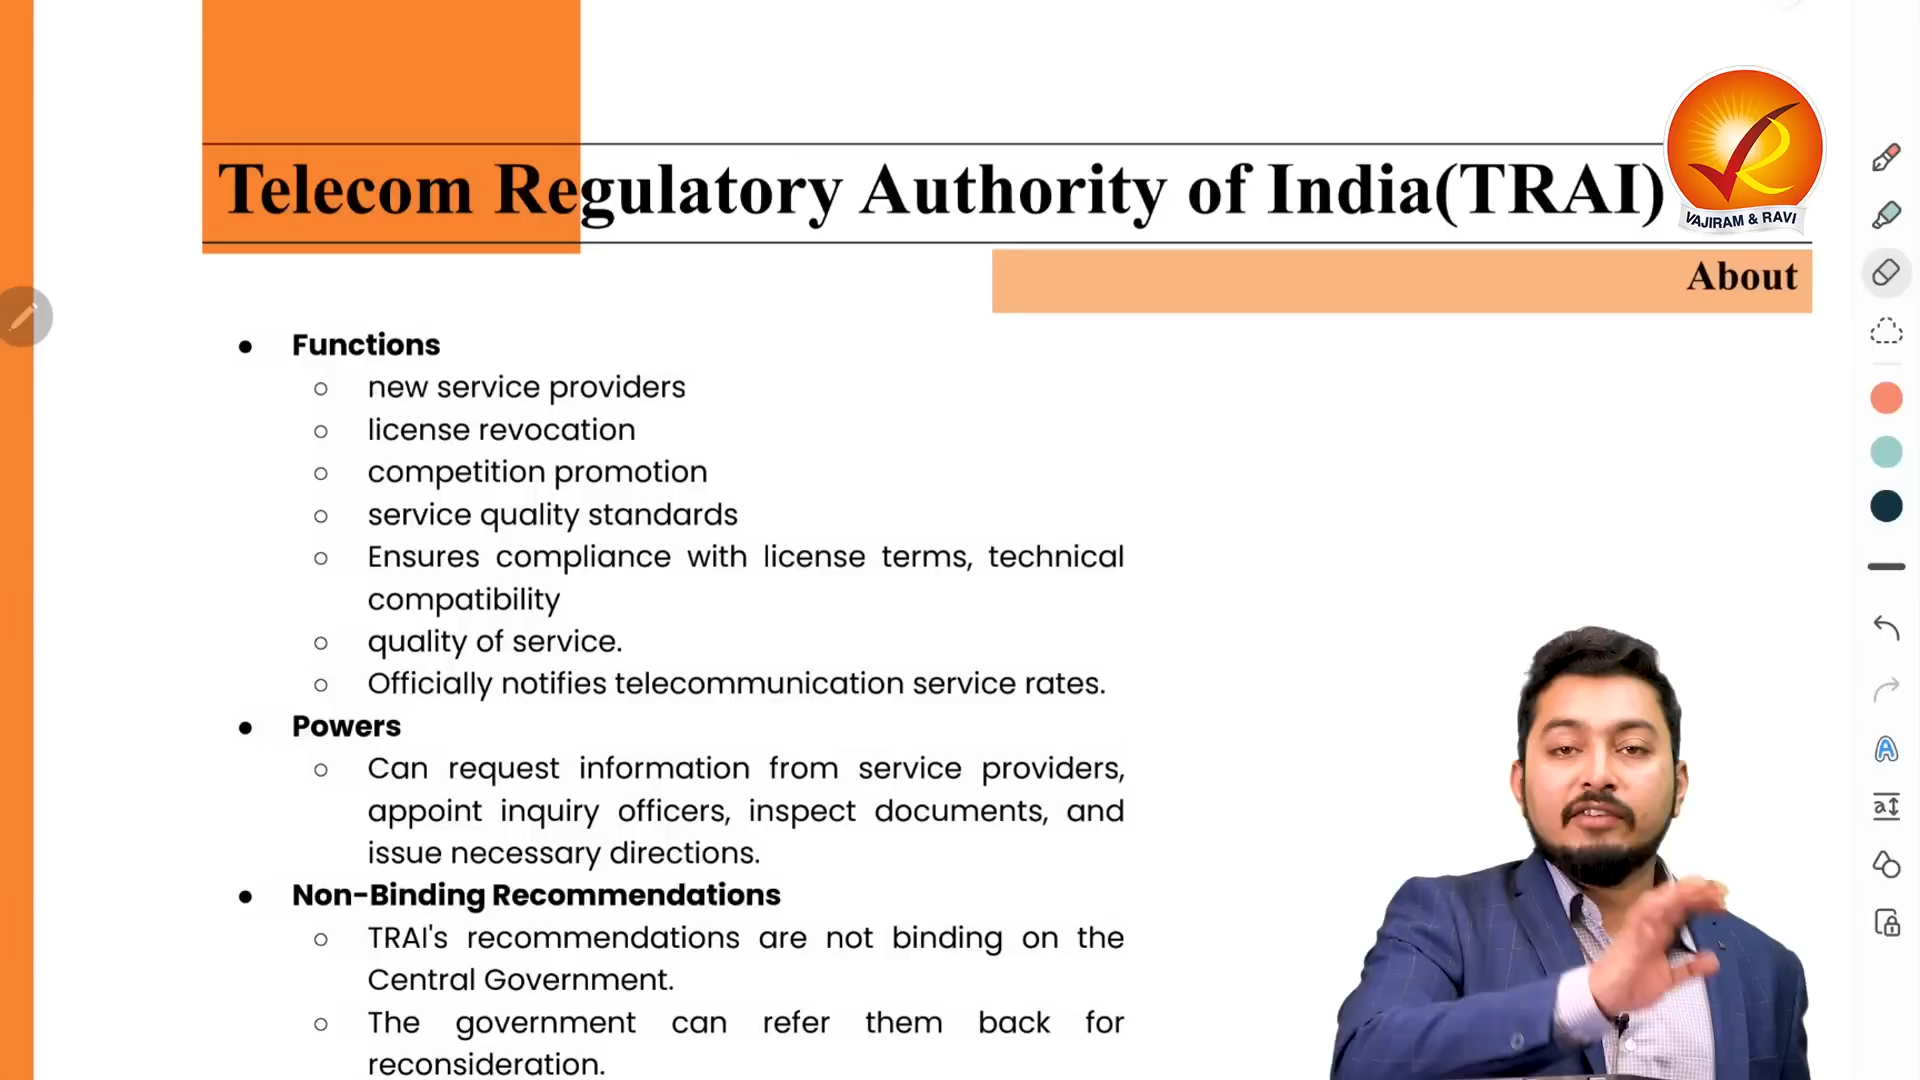 Telecom Regulatory Authority of India(TRAI)
VAJIRAM & RAVI
About
● Functions
○ new service providers
○ license revocation
○ competition promotion
○ service quality standards
○ Ensures compliance with license terms, technical
compatibility
○ quality of service.
○ Officially notifies telecommunication service rates.
● Powers
○ Can request information from service providers,
appoint inquiry officers, inspect documents, and
issue necessary directions.
● Non-Binding Recommendations
○ TRAI's recommendations are not binding on the
Central Government.
○ The government can refer them back for
reconsideration.